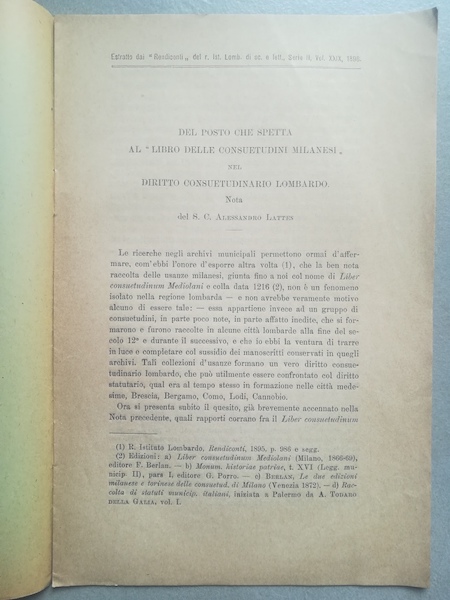 Estratto dai "Rendiconti„ del r. Ist. Lomb. di sc. e lett., Serie II, Vol. XXIX, 1896.
DEL POSTO CHE SPETTA
AL "LIBRO DELLE CONSUETUDINI MILANESI„
NEL
DIRITTO CONSUETUDINARIO LOMBARDO.
Nota
del S. C. ALESSANDRO LATTES
Le ricerche negli archivi municipali permettono ormai d'affer-
mare, com'ebbi l'onore d'esporre altra volta (1), che la ben nota
raccolta delle usanze milanesi, giunta fino a noi col nome di Liber
consuetudinum Mediolani e colla data 1216 (2), non è un fenomeno
isolato nella regione lombarda — e non avrebbe veramente motivo
alcuno di essere tale: — essa appartiene invece ad un gruppo di
consuetudini, in parte poco note, in parte affatto inedite, che si for-
marono e furono raccolte in alcune città lombarde alla fine del se-
colo 12° e durante il successivo, e che io ebbi la ventura di trarre
in luce e completare col sussidio dei manoscritti conservati in quegli
archivi. Tali collezioni d'usanze formano un vero diritto consue-
tudinario lombardo, che può utilmente essere confrontato col diritto
statutario, qual era al tempo stesso in formazione nelle città mede-
sime, Brescia, Bergamo, Como, Lodi, Cannobio.
Ora si presenta subito il quesito, già brevemente accennato nella
Nota precedente, quali rapporti corrano fra il Liber consuetudinum
(1) R. Istituto Lombardo, Rendiconti, 1895, p. 986 e segg.
(2) Edizioni: a) Liber consuetudinum Mediolani (Milano, 1866-69),
editore F. Berlan. — b) Monum. historiae patriae, t. XVI (Legg. mu-
nicip. II), pars I. editore G. Porro. — c) BERLAN, Le due edizioni
milanese e torinese delle consuetud. di Milano (Venezia 1872). — d) Rac-
colta di statuti municip. italiani, iniziata a Palermo da A. TODARO
DELLA GALIA, vol. I.